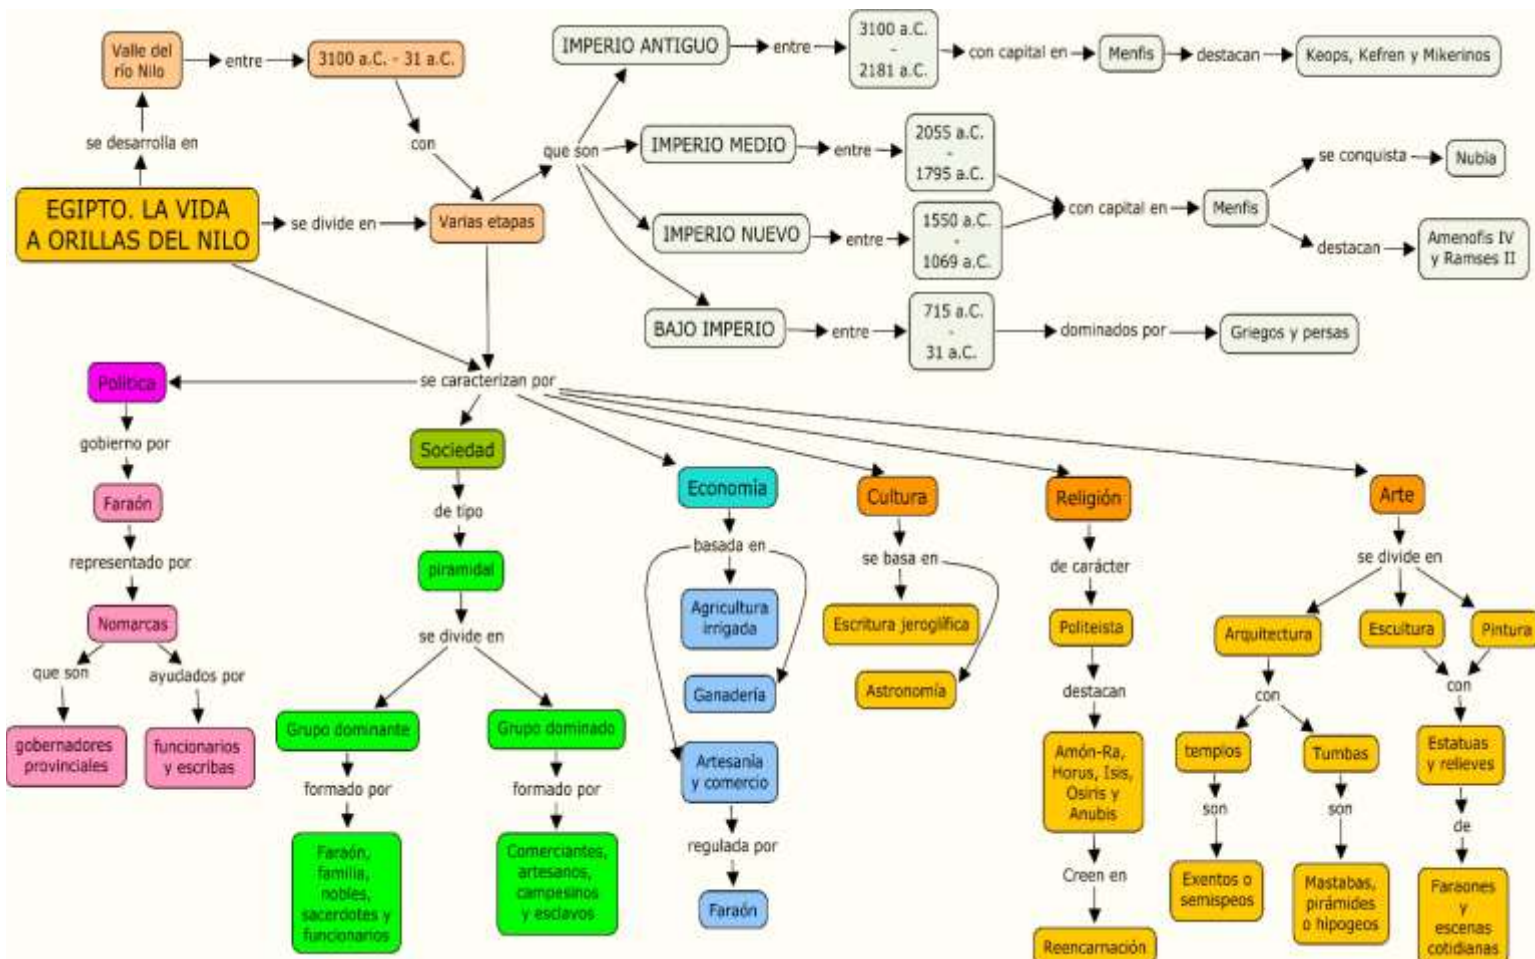 Valle del
río Nilo
entre
3100 a.C. - 31 a.C.
se desarrolla en
con
EGIPTO. LA VIDA
A ORILLAS DEL NILO
se divide en
Varias etapas
que son
IMPERIO ANTIGUO
entre
3100 a.C.
-
2181 a.C.
con capital en
Menfis
destacan
Keops, Kefren y Mikerinos
IMPERIO MEDIO
entre
2055 a.C.
-
1795 a.C.
IMPERIO NUEVO
entre
1550 a.C.
-
1069 a.C.
con capital en
Menfis
se conquista
Nubia
destacan
Amenofis IV
y Ramses II
BAJO IMPERIO
entre
715 a.C.
-
31 a.C.
dominados por
Griegos y persas
se caracterizan por
Política
gobierno por
Faraón
representado por
Nomarcas
que son
gobernadores
provinciales
ayudados por
funcionarios
y escribas
Sociedad
de tipo
piramidal
se divide en
Grupo dominante
formado por
Faraón,
familia,
nobles,
sacerdotes y
funcionarios
Grupo dominado
formado por
Comerciantes,
artesanos,
campesinos
y esclavos
Economía
basada en
Agricultura
irrigada
Ganadería
Artesanía
y comercio
regulada por
Faraón
Cultura
se basa en
Escritura jeroglífica
Astronomía
Religión
de carácter
Politeista
destacan
Amón-Ra,
Horus, Isis,
Osiris y
Anubis
Creen en
Reencarnación
Arte
se divide en
Arquitectura
con
templos
son
Exentos o
semispeos
Tumbas
son
Mastabas,
pirámides
o hipogeos
Escultura
Pintura
con
Estatuas
y relieves
de
Faraones
y
escenas
cotidianas